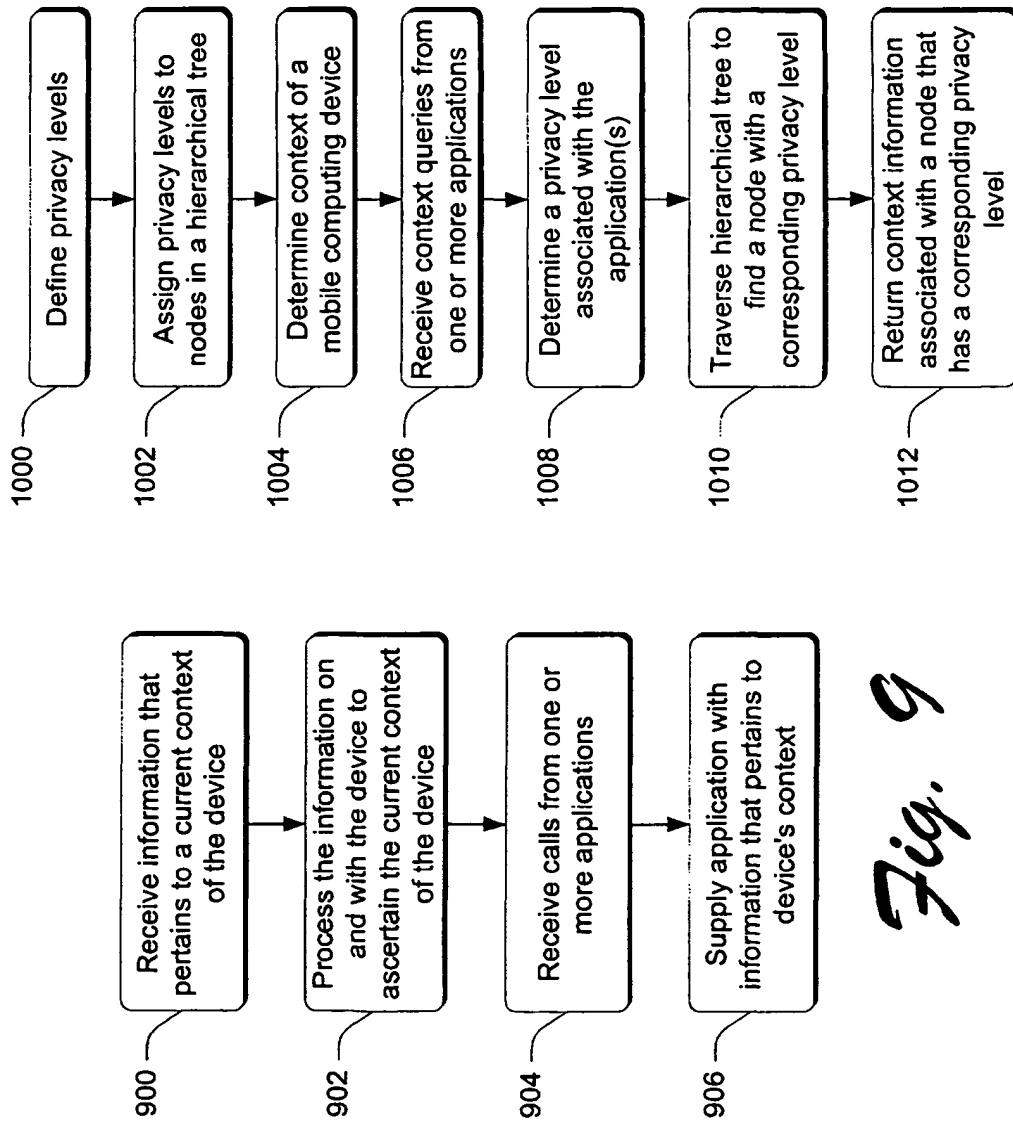 900
Receive information that
pertains to a current context
of the device
902
Process the information on
and with the device to
ascertain the current context
of the device
904
Receive calls from one or
more applications
906
Supply application with
information that pertains to
device's context
Fig. 9
1000
Define privacy levels
1002
Assign privacy levels to
nodes in a hierarchical tree
1004
Determine context of a
mobile computing device
1006
Receive context queries from
one or more applications
1008
Determine a privacy level
associated with the
application(s)
1010
Traverse hierarchical tree to
find a node with a
corresponding privacy level
1012
Return context information
associated with a node that
has a corresponding privacy
level